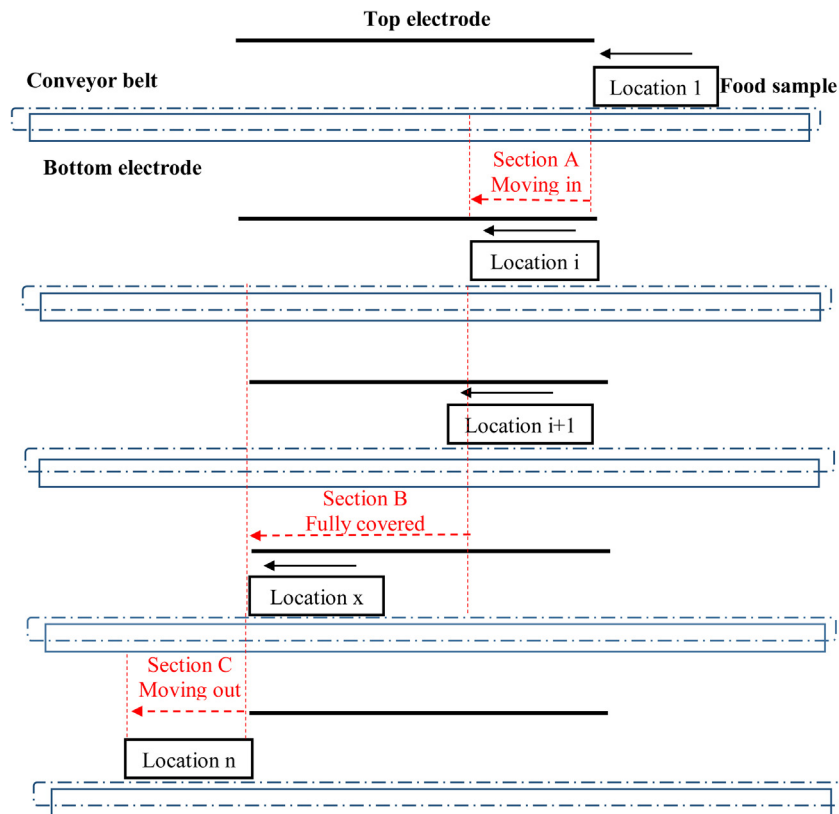 Top electrode
Conveyor belt
Location 1
Food sample
Bottom electrode
Section A
Moving in
Location i
Location i+1
Section B
Fully covered
Location x
Section C
Moving out
Location n